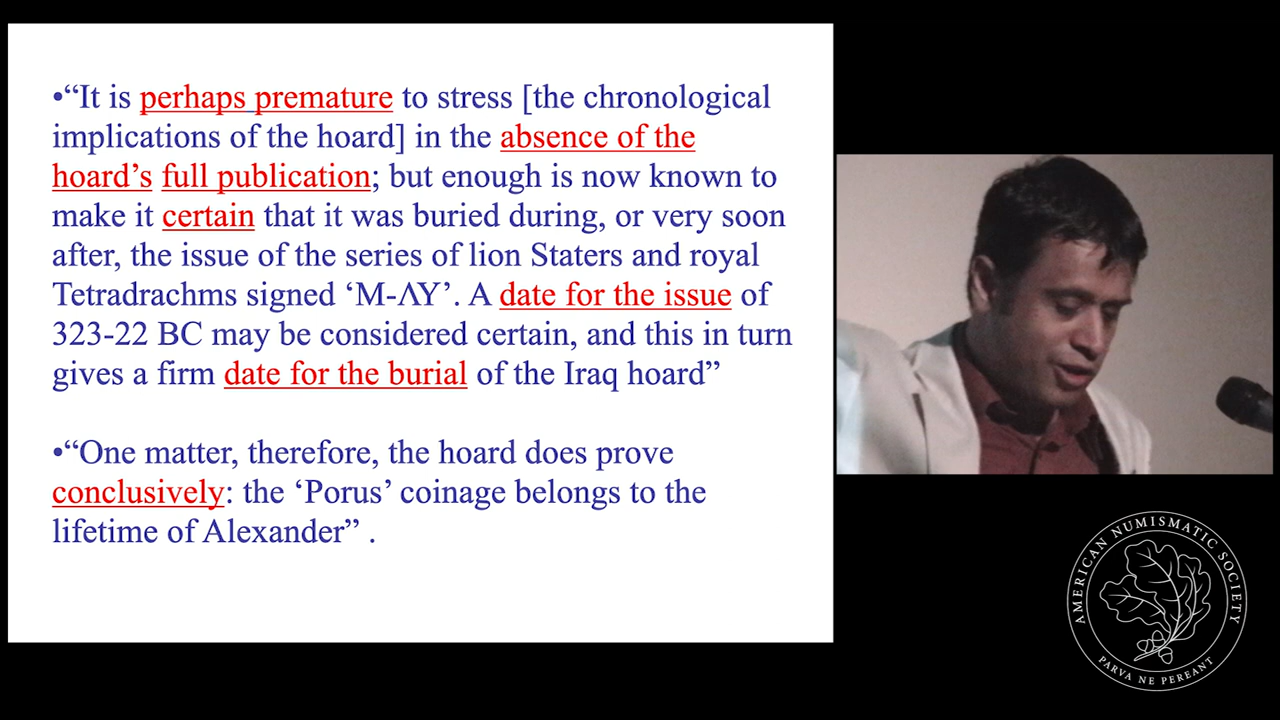 •“It is perhaps premature to stress [the chronological
implications of the hoard] in the absence of the
hoard’s full publication; but enough is now known to
make it certain that it was buried during, or very soon
after, the issue of the series of lion Staters and royal
Tetradrachms signed ‘M-ΛY’. A date for the issue of
323-22 BC may be considered certain, and this in turn
gives a firm date for the burial of the Iraq hoard”
•“One matter, therefore, the hoard does prove
conclusively: the ‘Porus’ coinage belongs to the
lifetime of Alexander” .
AMERICAN NUMISMATIC SOCIETY
PARVA NE PEREANT